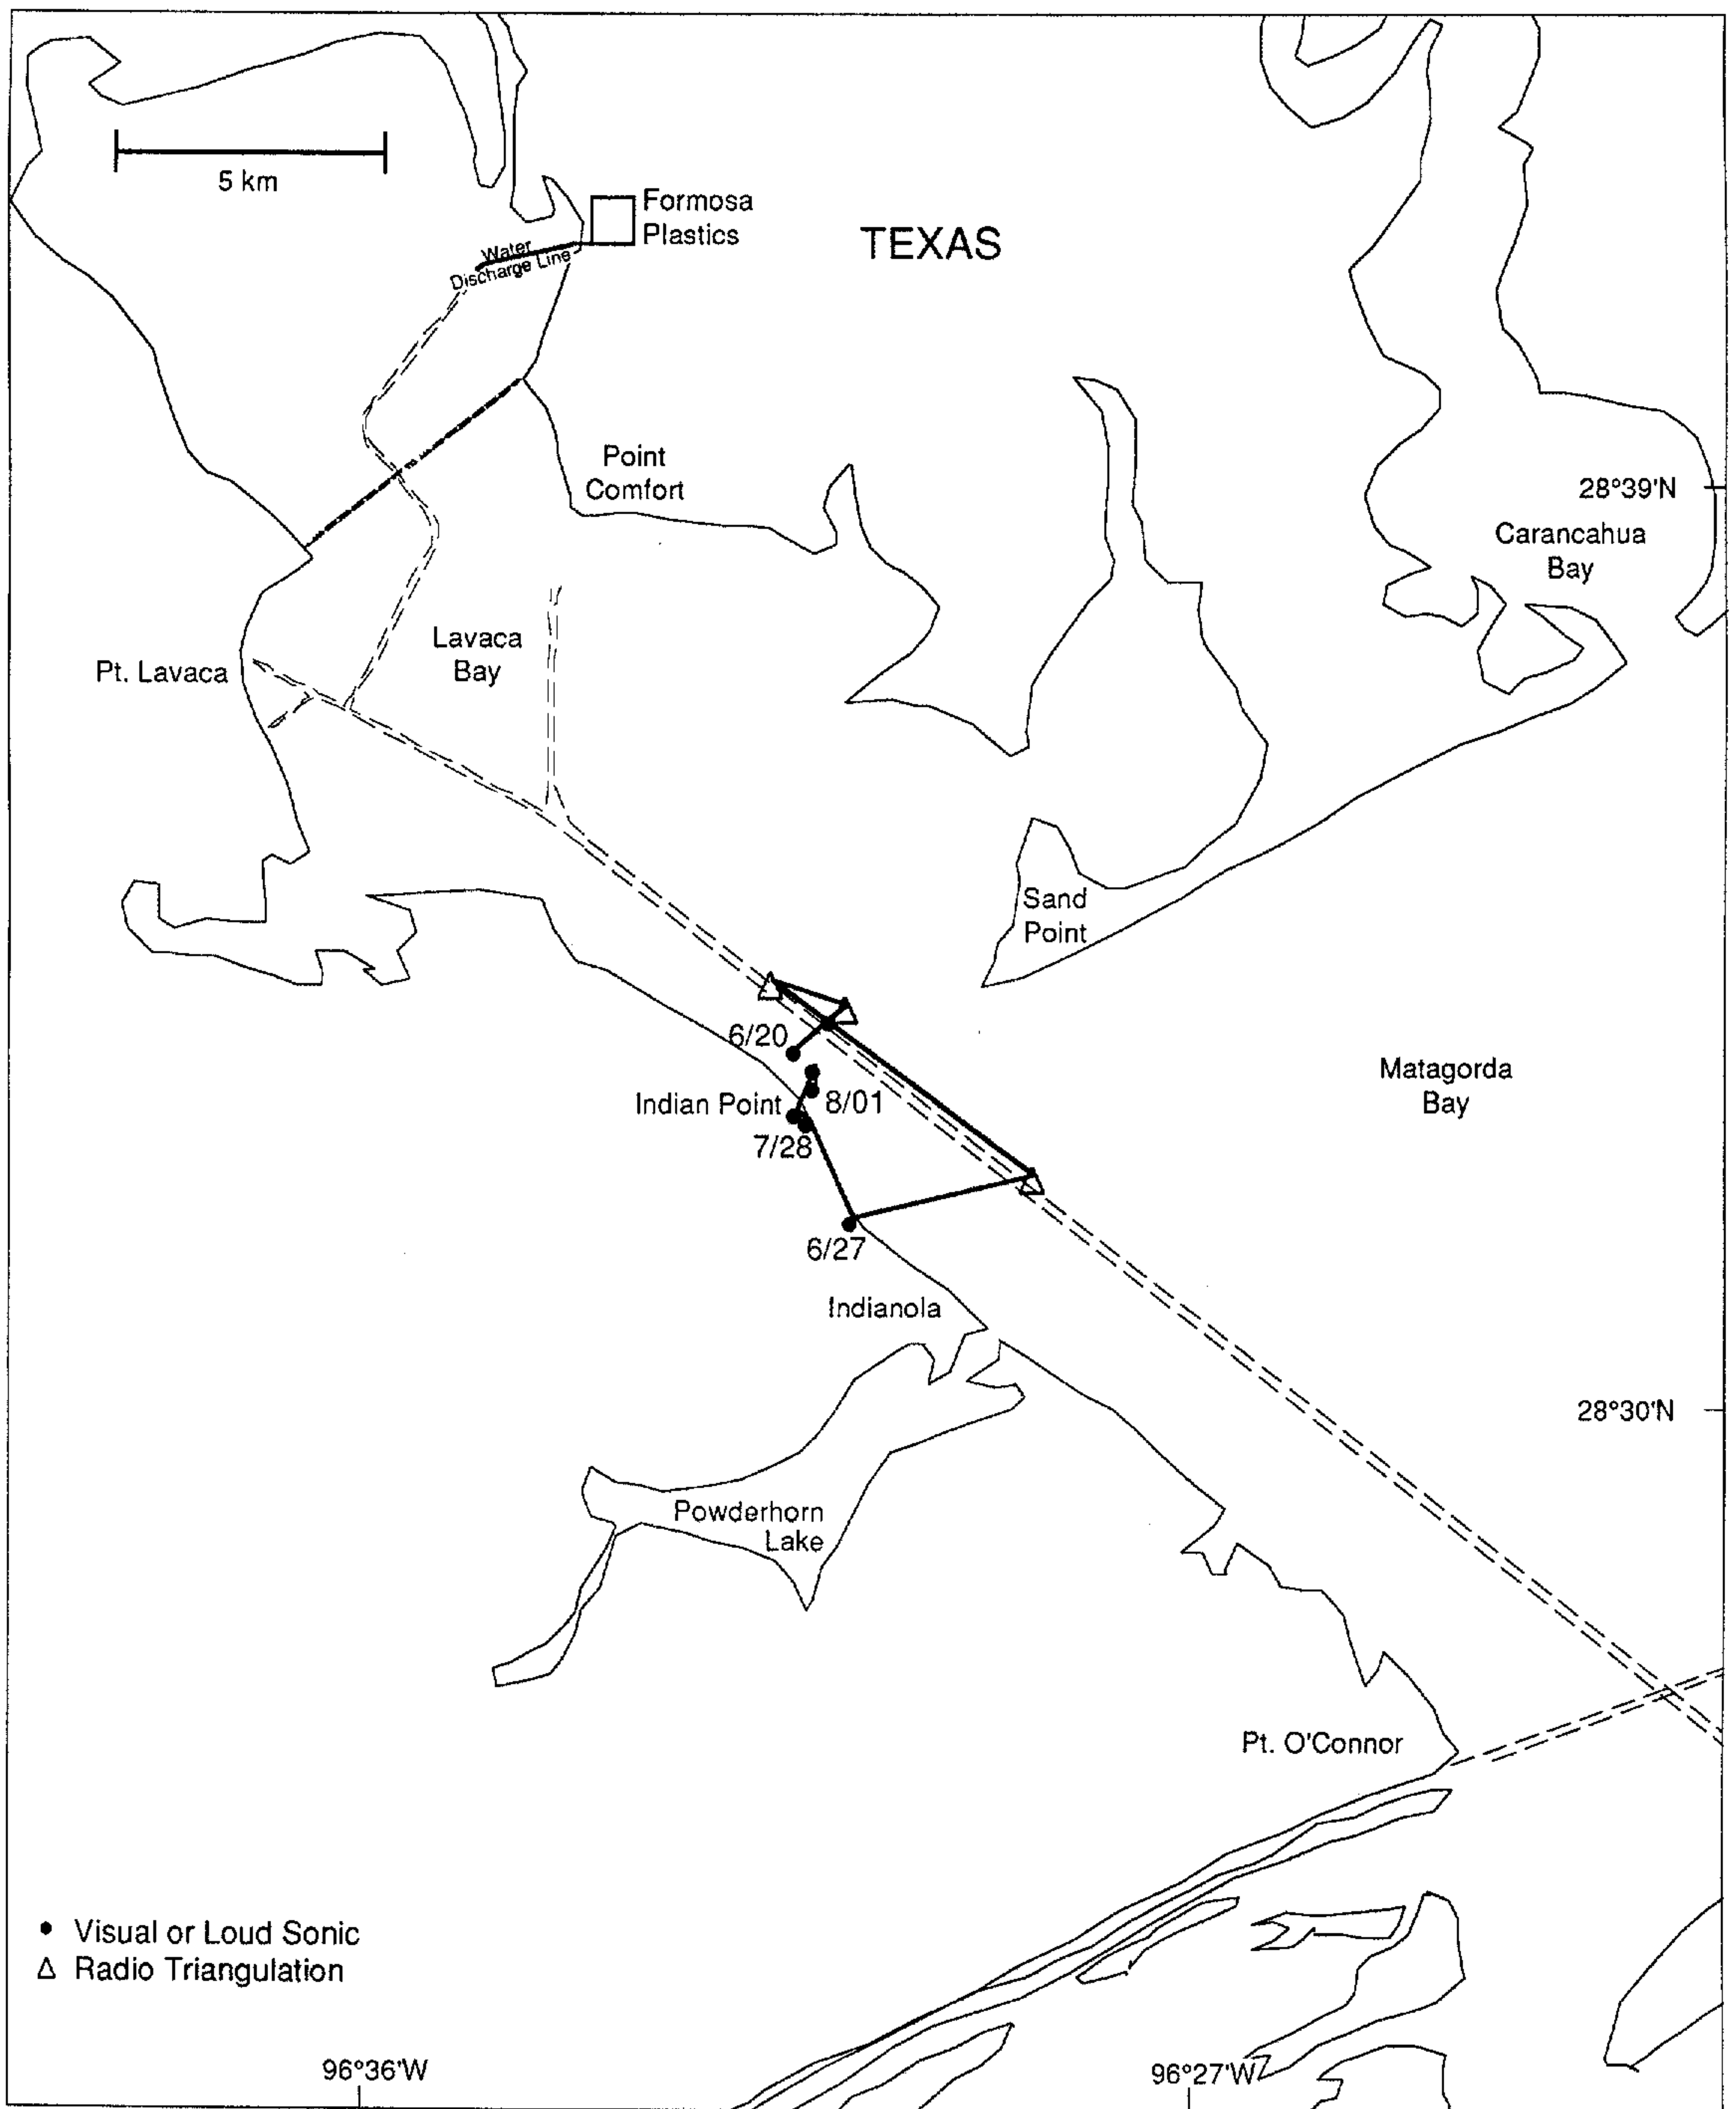 5 km
Formosa
Plastics
TEXAS
Water
Discharge Line
Point
Comfort
28°39'N
Carancahua
Bay
Lavaca
Bay
Pt. Lavaca
Sand
Point
6/20
Matagorda
Bay
Indian Point
8/01
7/28
6/27
Indianola
28°30'N
Powderhorn
Lake
Pt. O'Connor
Visual or Loud Sonic
Radio Triangulation
96°36'W
96°27'W